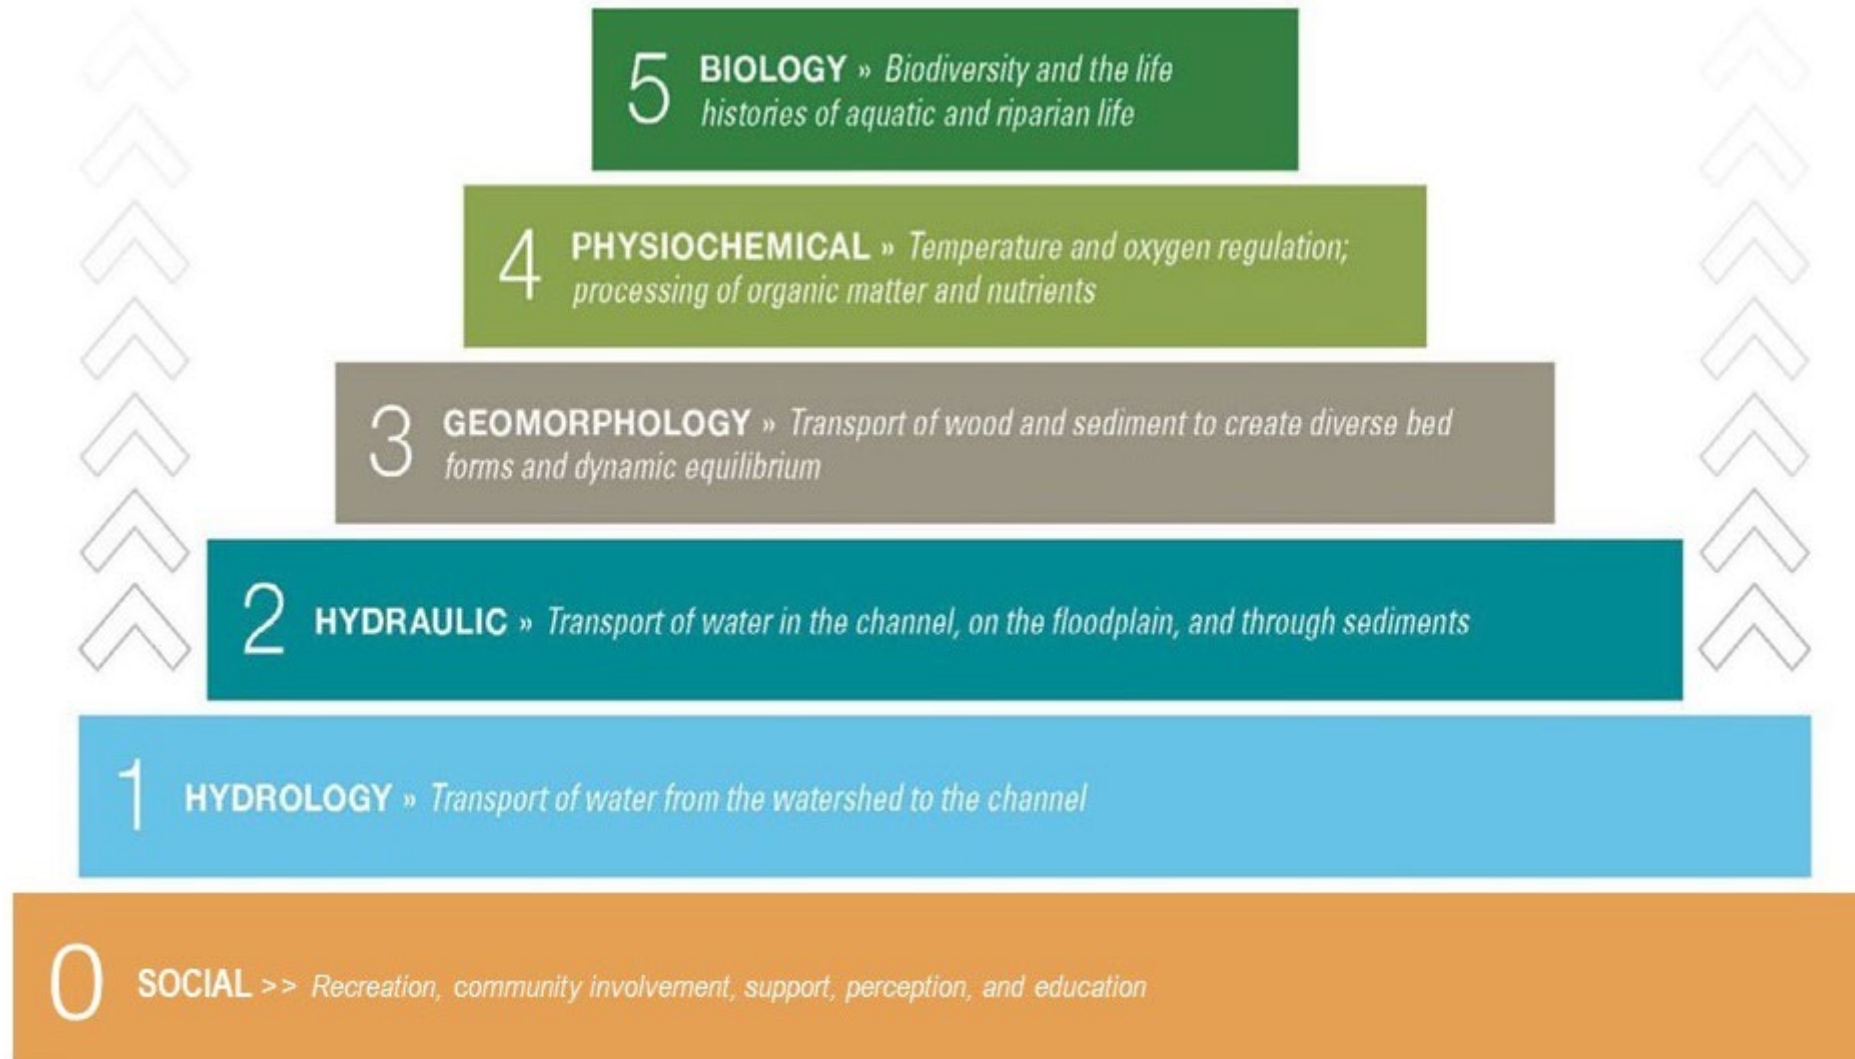 5 BIOLOGY » Biodiversity and the life
histories of aquatic and riparian life
4 PHYSIOCHEMICAL » Temperature and oxygen regulation;
processing of organic matter and nutrients
3 GEOMORPHOLOGY » Transport of wood and sediment to create diverse bed
forms and dynamic equilibrium
2 HYDRAULIC » Transport of water in the channel, on the floodplain, and through sediments
1 HYDROLOGY » Transport of water from the watershed to the channel
0 SOCIAL >> Recreation, community involvement, support, perception, and education